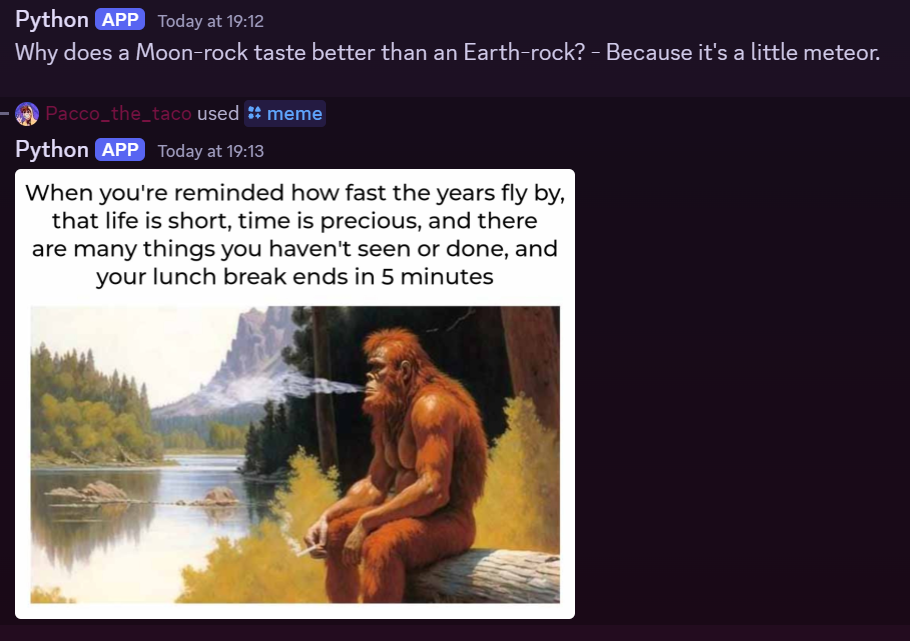 Python APP Today at 19:12
Why does a Moon-rock taste better than an Earth-rock? - Because it's a little meteor.
Pacco_the_taco used meme
Python APP Today at 19:13
When you're reminded how fast the years fly by,
that life is short, time is precious, and there
are many things you haven't seen or done, and
your lunch break ends in 5 minutes